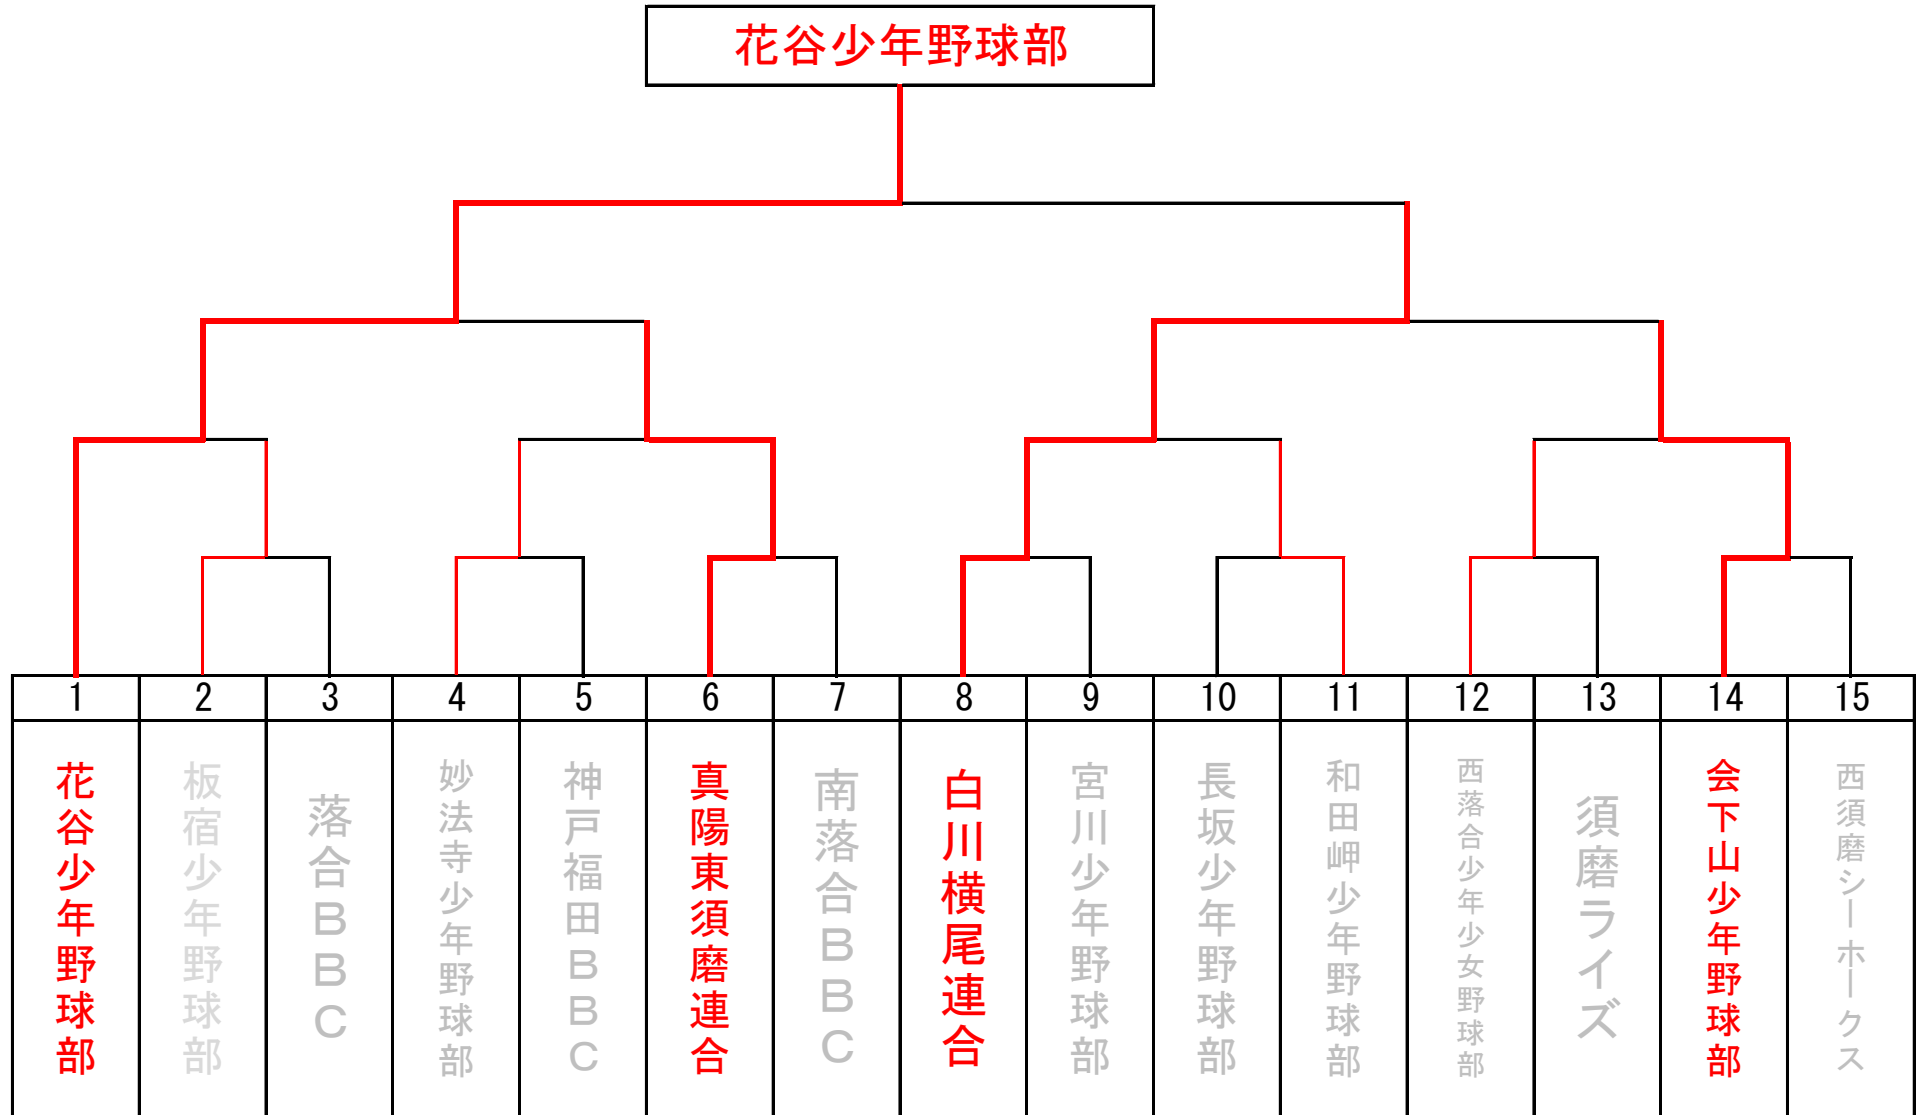 花谷少年野球部
1 2 3 4 5 6 7 8 9 10 11 12 13 14 15
花谷少年野球部
板宿少年野球部
落合BBC
妙法寺少年野球部
神戸福田BBC
真陽東須磨連合
南落合BBC
白川横尾連合
宮川少年野球部
長坂少年野球部
和田岬少年野球部
西落合少年少女野球部
須磨ライズ
会下山少年野球部
西須磨シーホークス